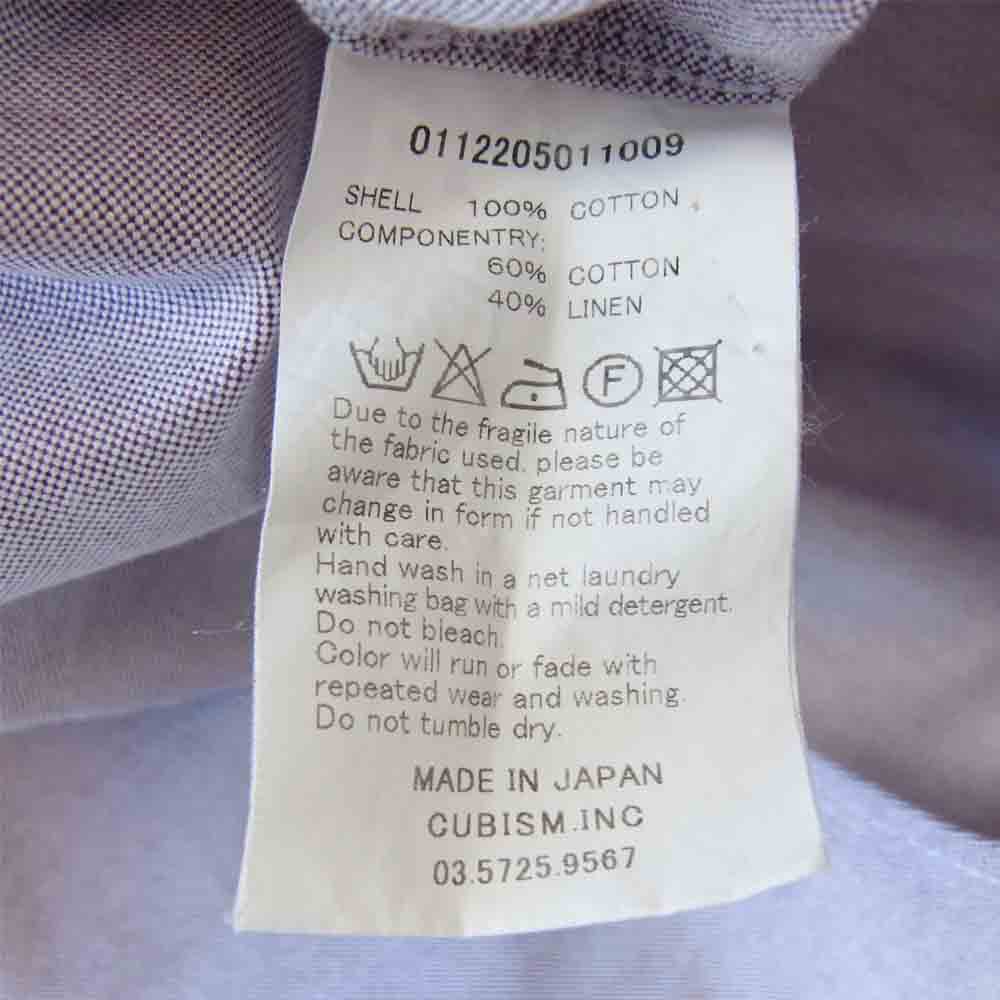 0112205011009
SHELL 100% COTTON
COMPONENTRY:
60% COTTON
40% LINEN
F
Due to the fragile nature of
the fabric used. please be
aware that this garment may
change in form if not handled
with care.
Hand wash in a net laundry
washing bag with a mild detergent.
Do not bleach.
Color will run or fade with
repeated wear and washing.
Do not tumble dry.
MADE IN JAPAN
CUBISM.INC
03.5725.9567